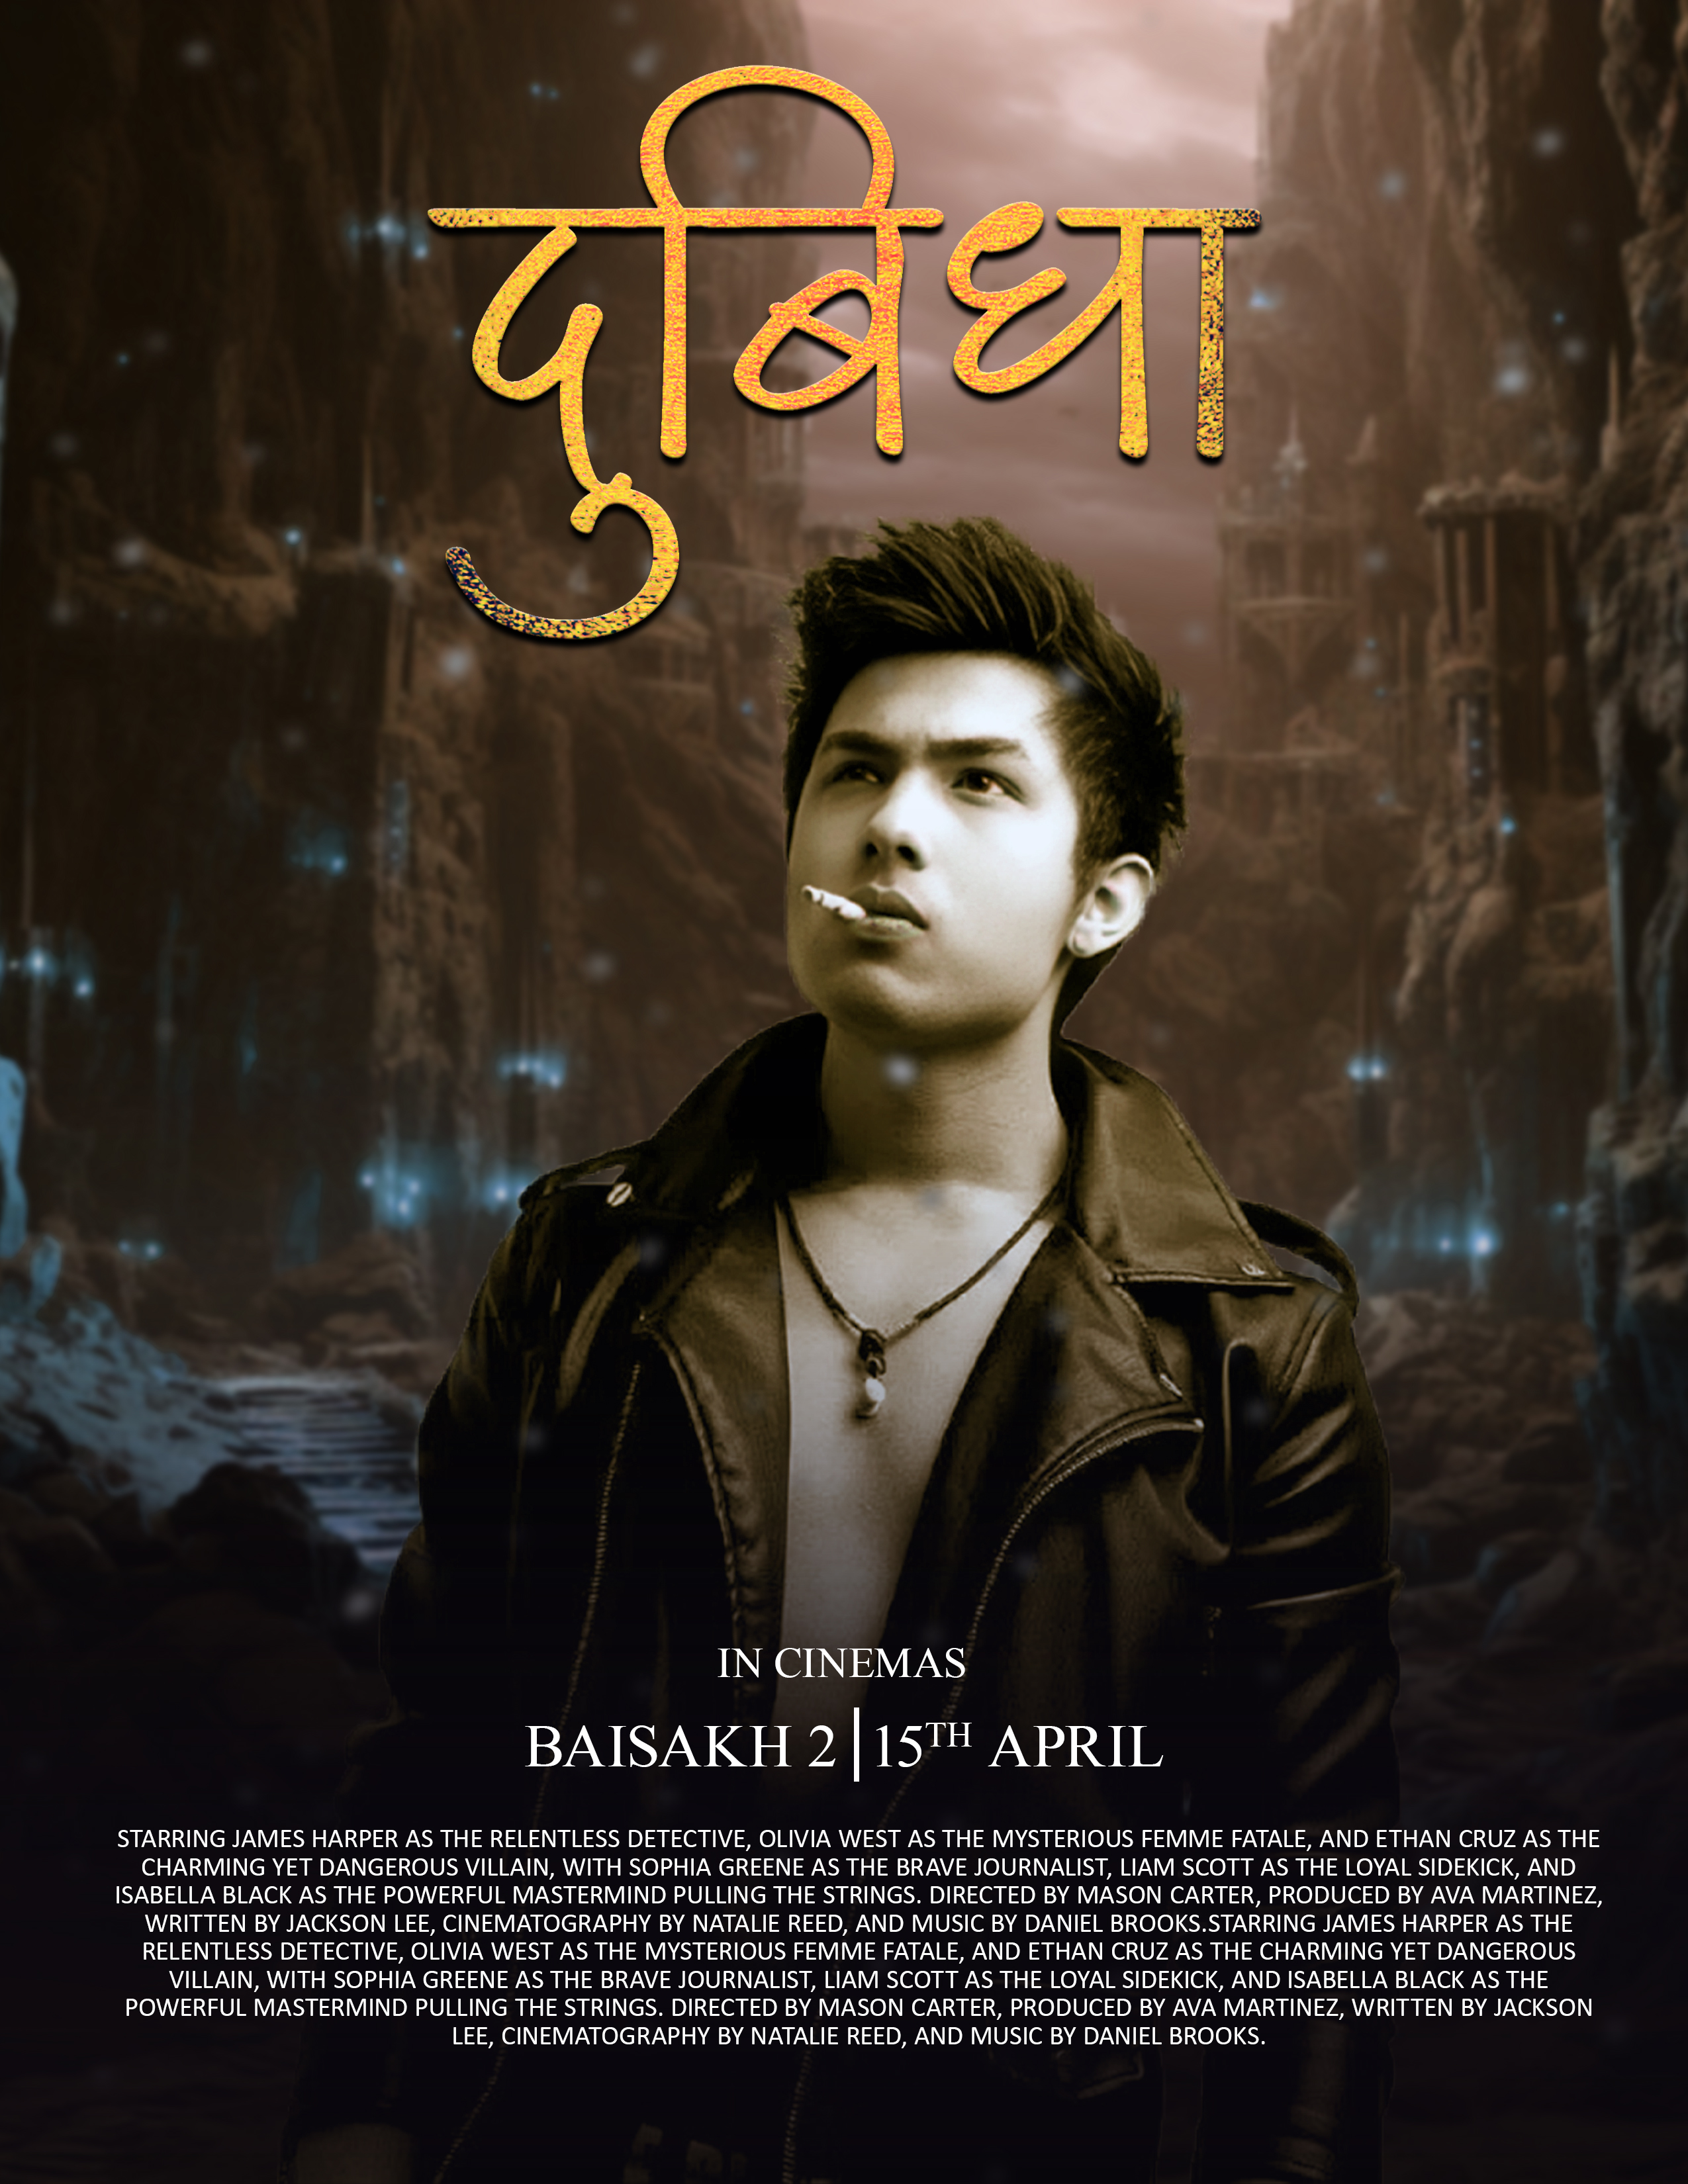 दुबिधा
IN CINEMAS
BAISAKH 2 | 15TH APRIL
STARRING JAMES HARPER AS THE RELENTLESS DETECTIVE, OLIVIA WEST AS THE MYSTERIOUS FEMME FATALE, AND ETHAN CRUZ AS THE
CHARMING YET DANGEROUS VILLAIN, WITH SOPHIA GREENE AS THE BRAVE JOURNALIST, LIAM SCOTT AS THE LOYAL SIDEKICK, AND
ISABELLA BLACK AS THE POWERFUL MASTERMIND PULLING THE STRINGS. DIRECTED BY MASON CARTER, PRODUCED BY AVA MARTINEZ,
WRITTEN BY JACKSON LEE, CINEMATOGRAPHY BY NATALIE REED, AND MUSIC BY DANIEL BROOKS.STARRING JAMES HARPER AS THE
RELENTLESS DETECTIVE, OLIVIA WEST AS THE MYSTERIOUS FEMME FATALE, AND ETHAN CRUZ AS THE CHARMING YET DANGEROUS
VILLAIN, WITH SOPHIA GREENE AS THE BRAVE JOURNALIST, LIAM SCOTT AS THE LOYAL SIDEKICK, AND ISABELLA BLACK AS THE
POWERFUL MASTERMIND PULLING THE STRINGS. DIRECTED BY MASON CARTER, PRODUCED BY AVA MARTINEZ, WRITTEN BY JACKSON
LEE, CINEMATOGRAPHY BY NATALIE REED, AND MUSIC BY DANIEL BROOKS.